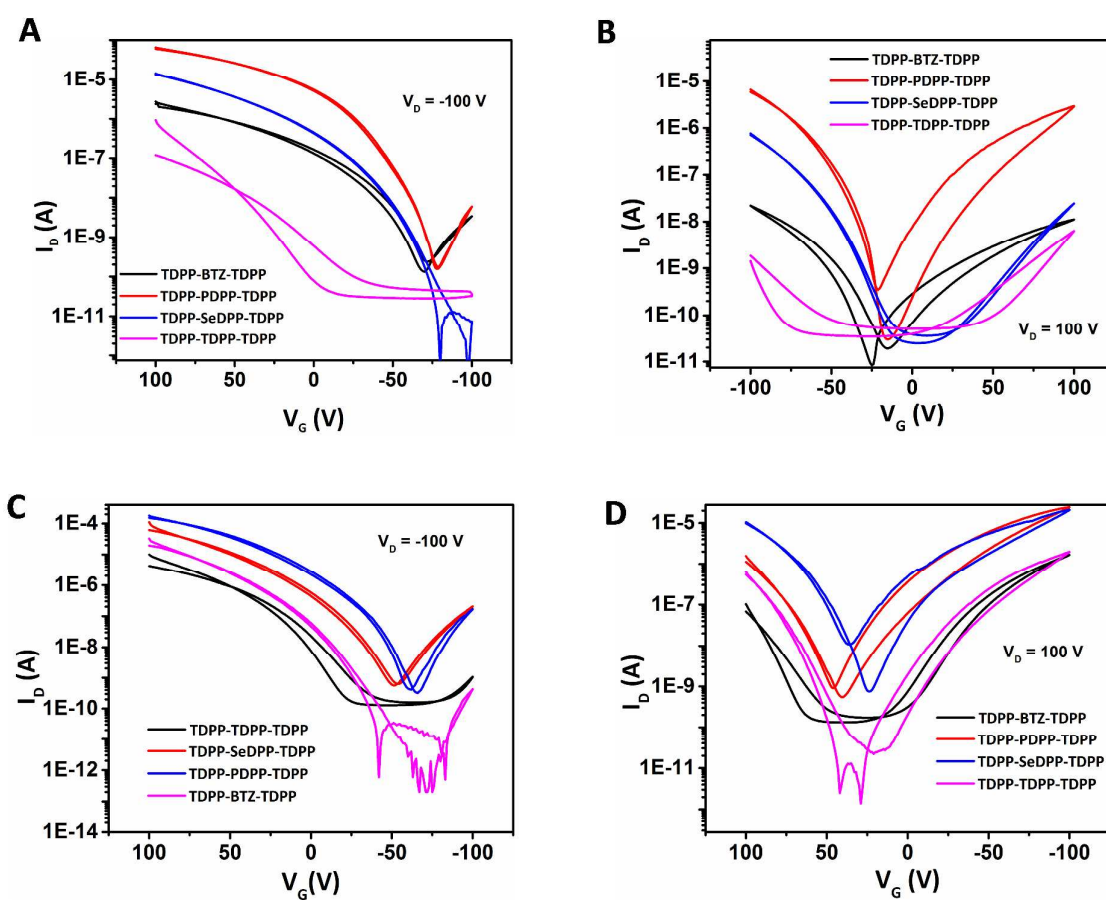 A
1E-5
1E-7
1E-9
1E-11
I_D (A)
V_D = -100 V
TDPP-BTZ-TDPP
TDPP-PDPP-TDPP
TDPP-SeDPP-TDPP
TDPP-TDPP-TDPP
100 50 0 -50 -100
V_G (V)
B
1E-5
1E-6
1E-7
1E-8
1E-9
1E-10
1E-11
I_D (A)
TDPP-BTZ-TDPP
TDPP-PDPP-TDPP
TDPP-SeDPP-TDPP
TDPP-TDPP-TDPP
V_D = 100 V
-100 -50 0 50 100
V_G (V)
C
1E-4
1E-6
1E-8
1E-10
1E-12
1E-14
I_D (A)
V_D = -100 V
TDPP-TDPP-TDPP
TDPP-SeDPP-TDPP
TDPP-PDPP-TDPP
TDPP-BTZ-TDPP
100 50 0 -50 -100
V_G(V)
D
1E-5
1E-7
1E-9
1E-11
I_D (A)
V_D = 100 V
TDPP-BTZ-TDPP
TDPP-PDPP-TDPP
TDPP-SeDPP-TDPP
TDPP-TDPP-TDPP
100 50 0 -50 -100
V_G (V)